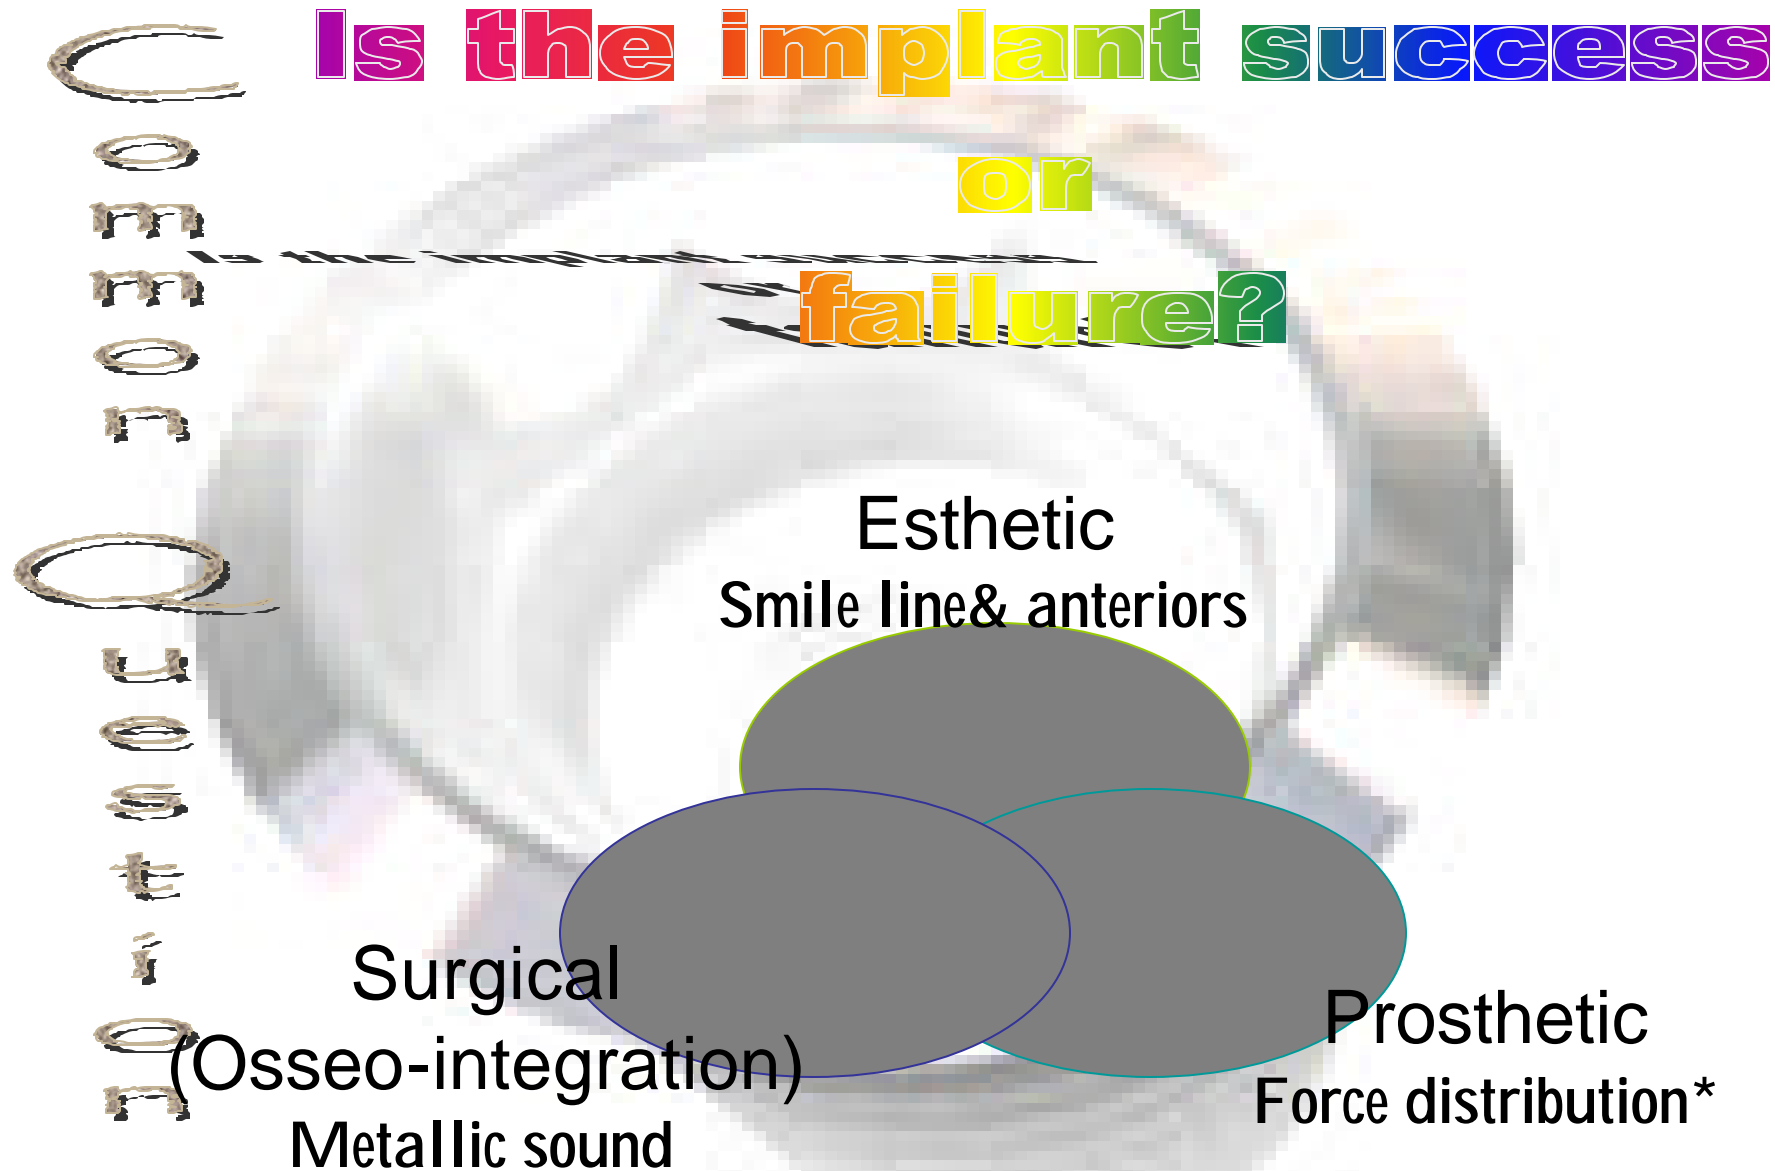 Is the implant success
or
failure?
Common Question
Esthetic
Smile line& anteriors
Surgical
(Osseo-integration)
Metallic sound
Prosthetic
Force distribution*